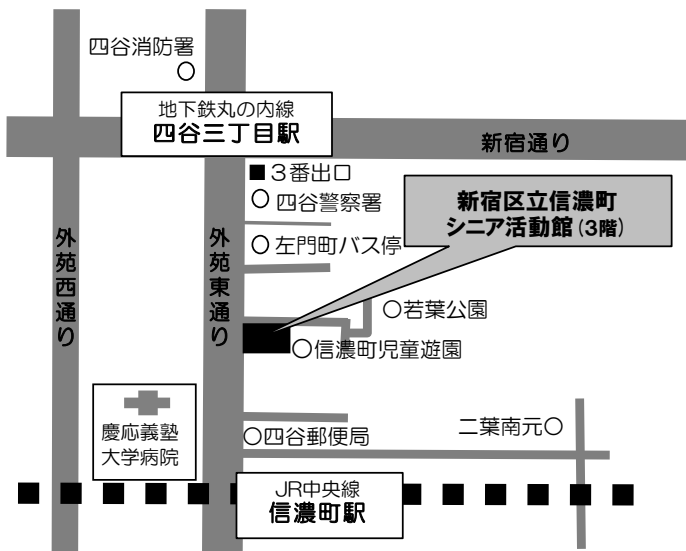 四谷消防署
地下鉄丸の内線
四谷三丁目駅
新宿通り
3番出口
四谷警察署
新宿区立信濃町
シニア活動館(3階)
左門町バス停
外苑西通り
外苑東通り
若葉公園
信濃町児童遊園
慶応義塾
大学病院
四谷郵便局
二葉南元
JR中央線
信濃町駅